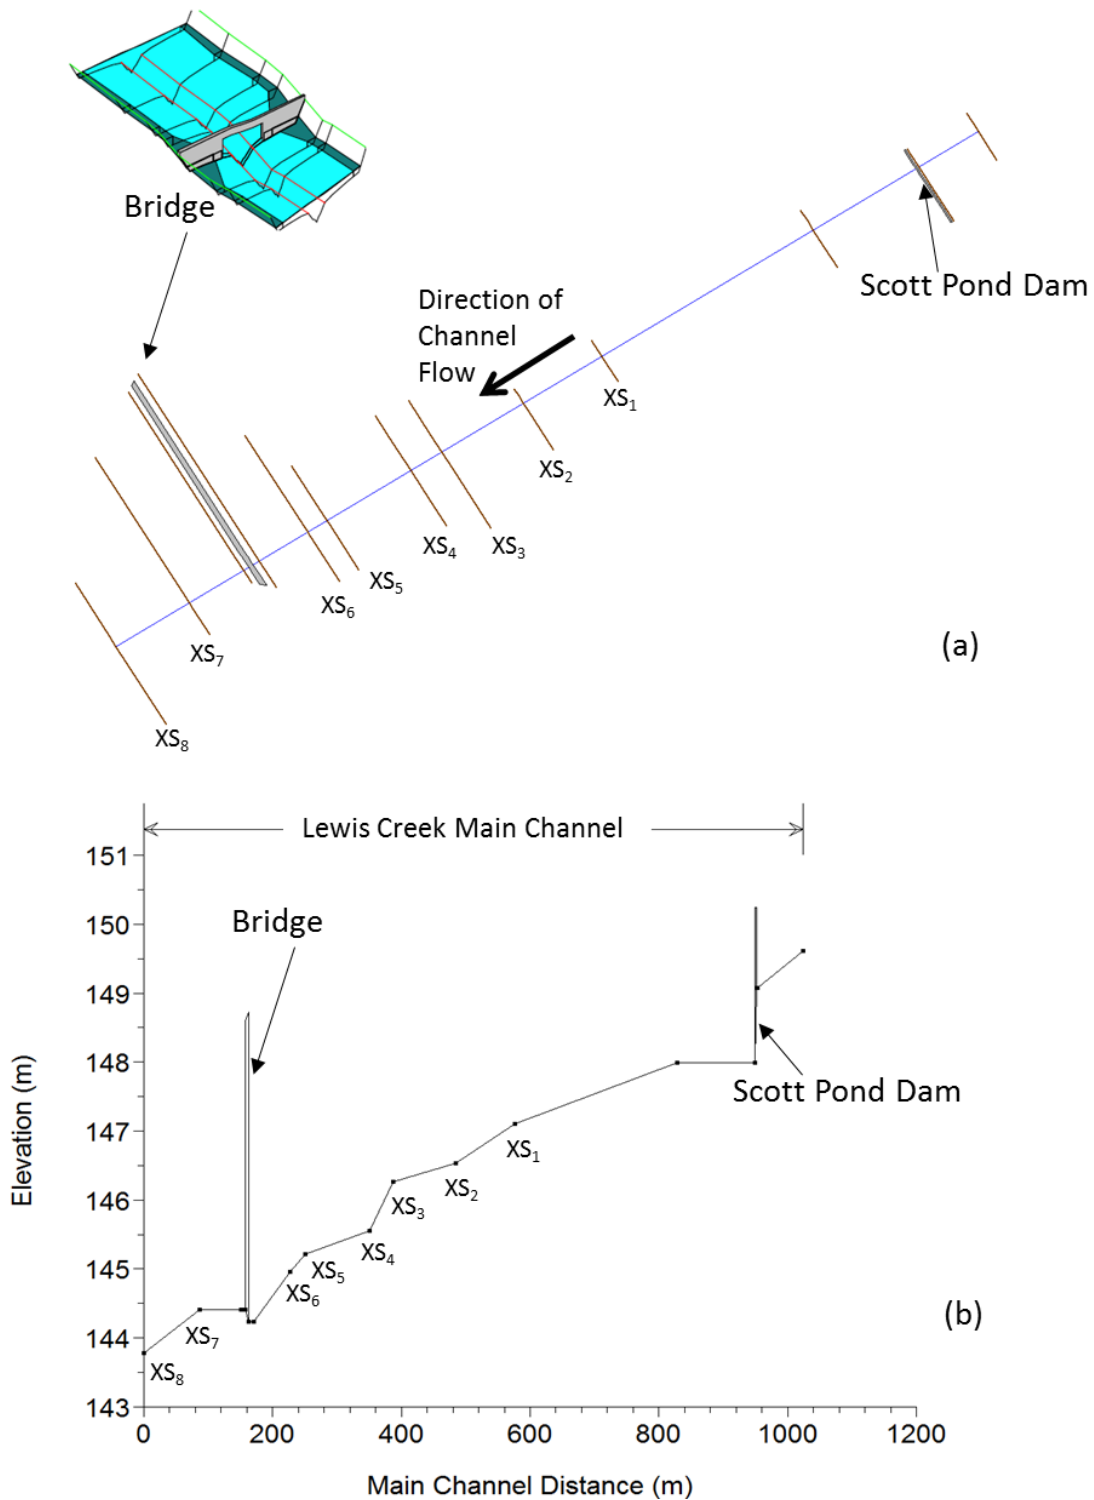 Bridge
Scott Pond Dam
Direction of
Channel
Flow
XS1
XS2
XS3
XS4
XS5
XS6
XS7
XS8
(a)
Lewis Creek Main Channel
151
150
149
148
147
146
145
144
143
Elevation (m)
Bridge
Scott Pond Dam
XS1
XS2
XS3
XS4
XS5
XS6
XS7
XS8
(b)
0 200 400 600 800 1000 1200
Main Channel Distance (m)